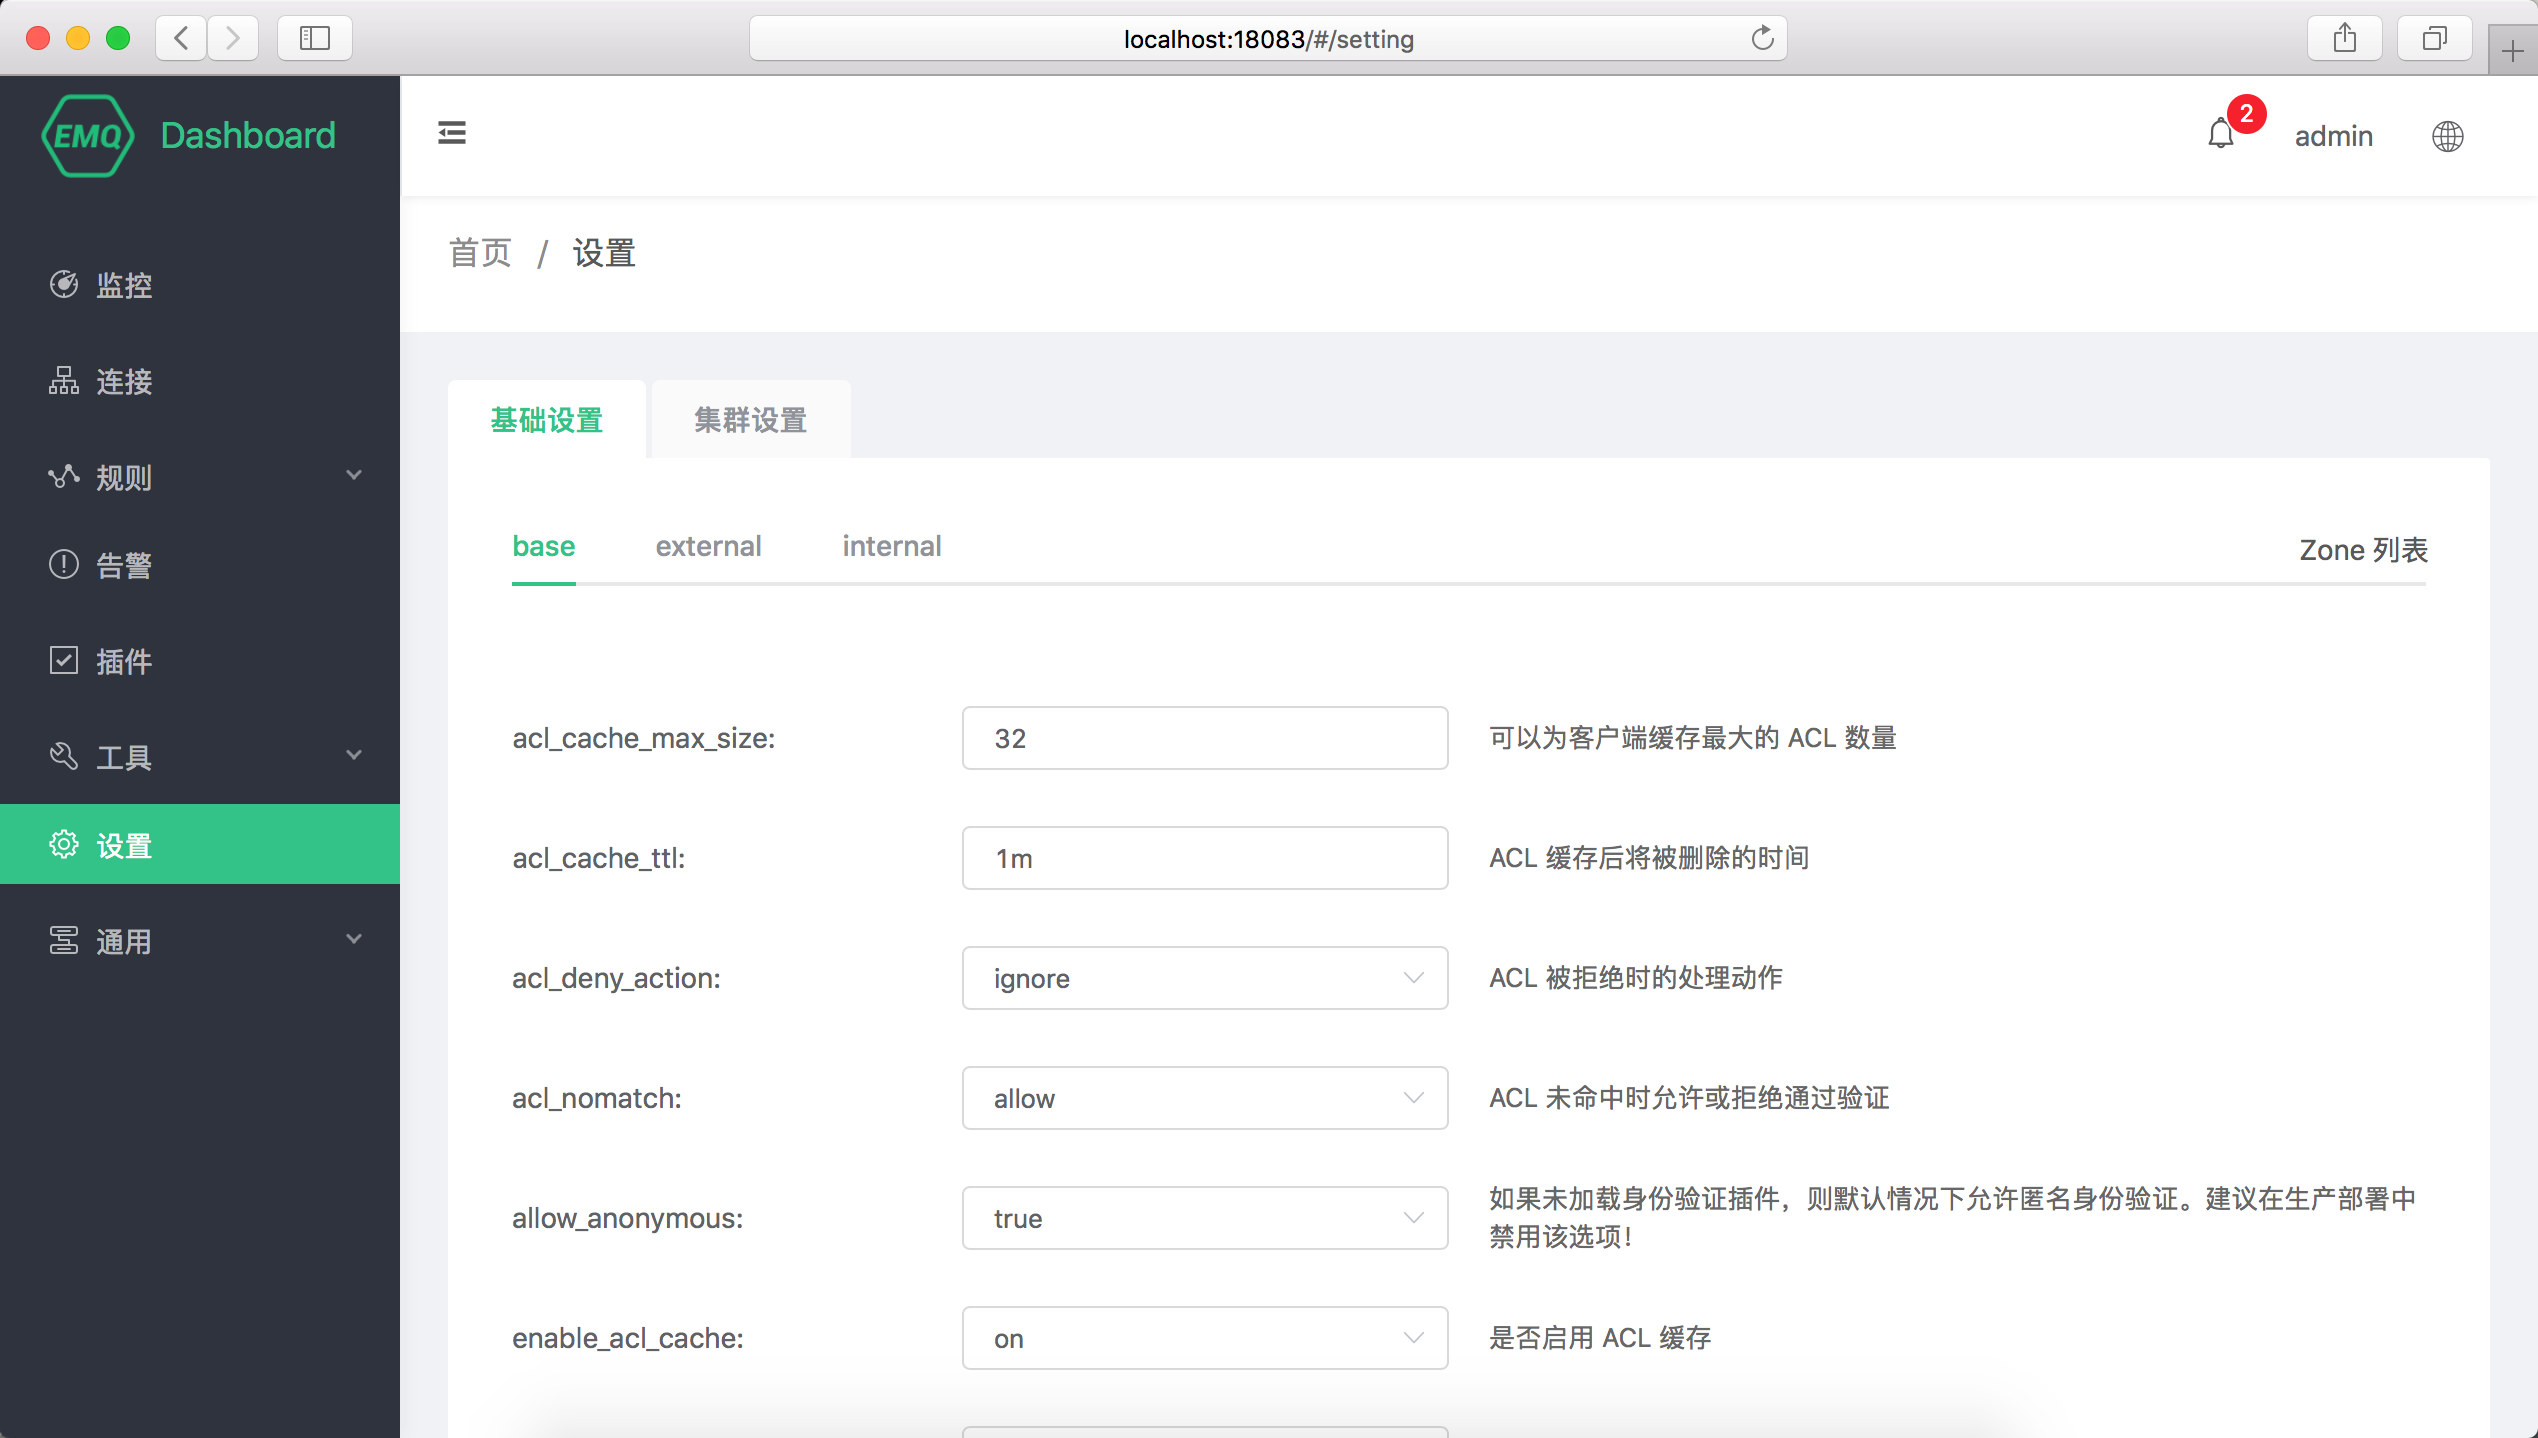 localhost:18083/#/setting
EMQ Dashboard
2
admin
首页 / 设置
监控
连接
规则
告警
插件
工具
设置
通用
基础设置 集群设置
base external internal Zone 列表
acl_cache_max_size: 32 可以为客户端缓存最大的 ACL 数量
acl_cache_ttl: 1m ACL 缓存后将被删除的时间
acl_deny_action: ignore ACL 被拒绝时的处理动作
acl_nomatch: allow ACL 未命中时允许或拒绝通过验证
allow_anonymous: true 如果未加载身份验证插件，则默认情况下允许匿名身份验证。建议在生产部署中
禁用该选项！
enable_acl_cache: on 是否启用 ACL 缓存